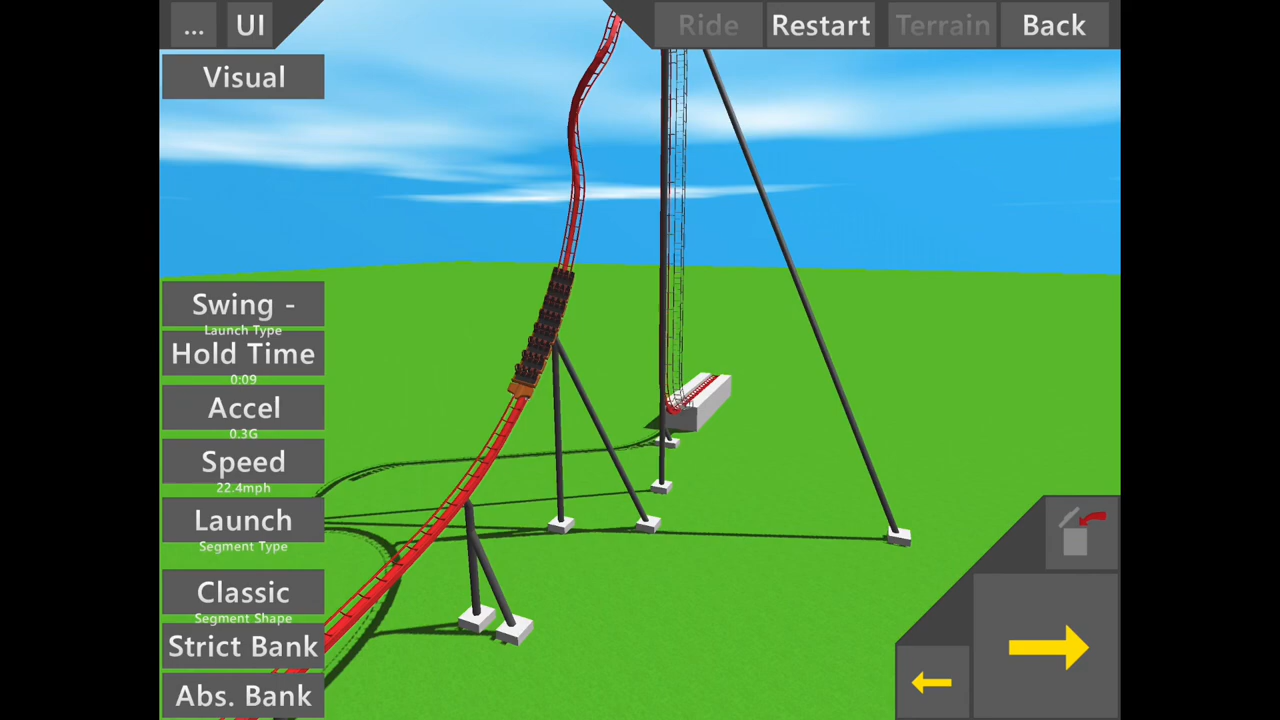 ... UI Ride Restart Terrain Back
Visual
Swing -
Launch Type
Hold Time
0:09
Accel
0.3G
Speed
22.4mph
Launch
Segment Type
Classic
Segment Shape
Strict Bank
Abs. Bank